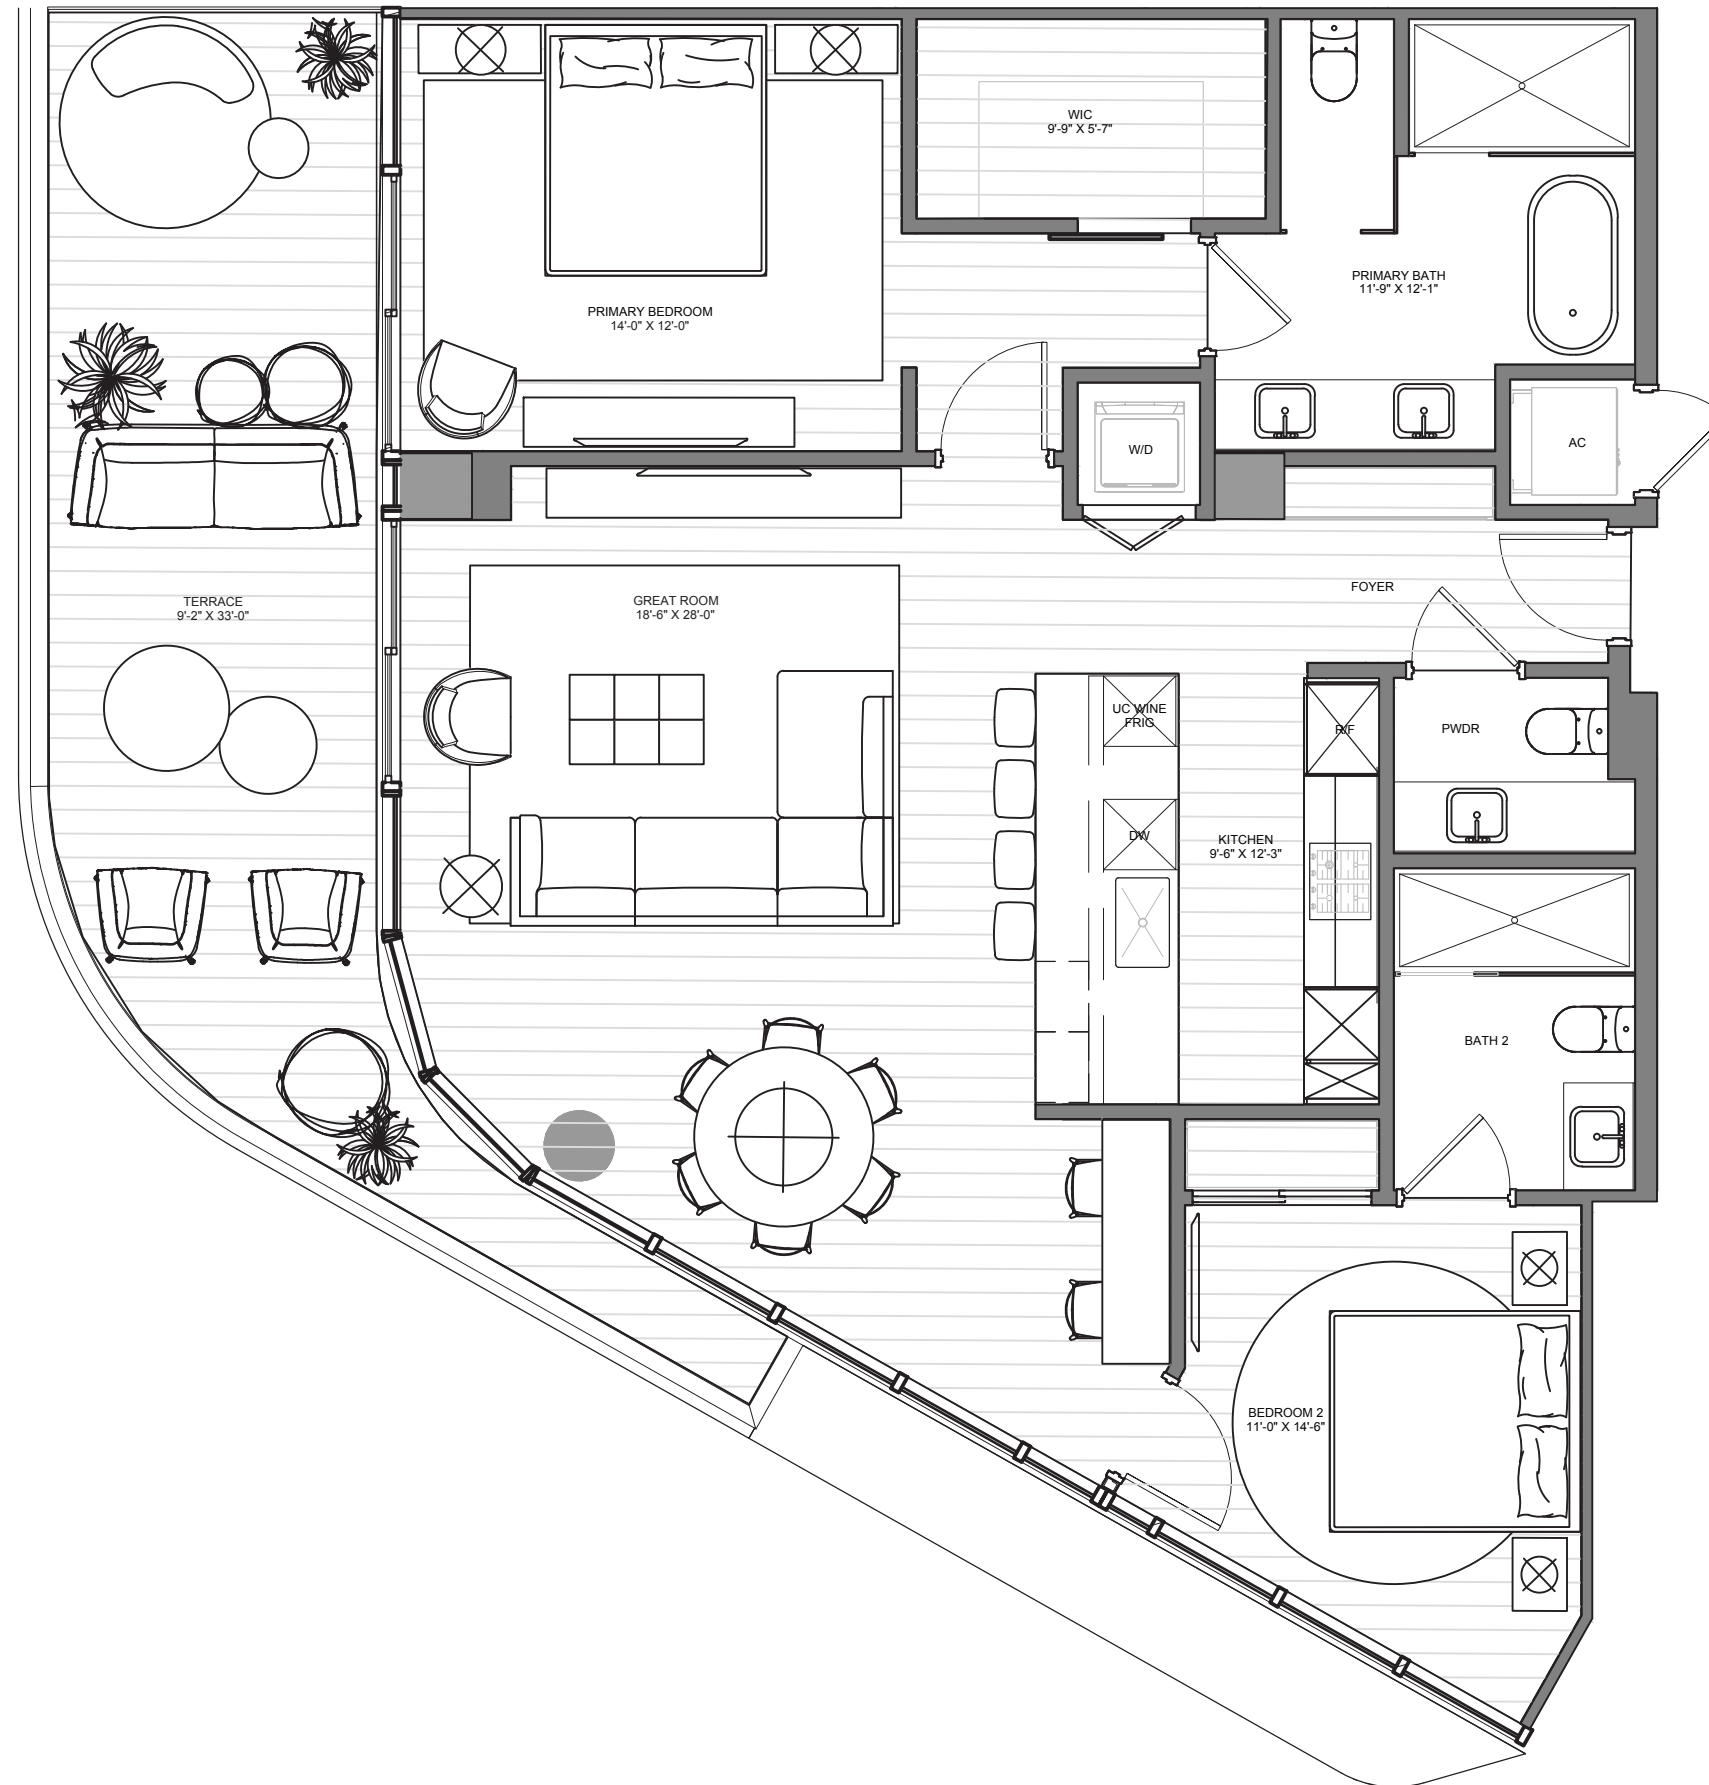 WIC
9'-9" X 5'-7"
PRIMARY BATH
11'-9" X 12'-1"
PRIMARY BEDROOM
14'-0" X 12'-0"
W/D
AC
TERRACE
9'-2" X 33'-0"
GREAT ROOM
18'-6" X 28'-0"
FOYER
UC WINE
FRIG
R/F
PWDR
DW
KITCHEN
9'-6" X 12'-3"
BATH 2
BEDROOM 2
11'-0" X 14'-6"